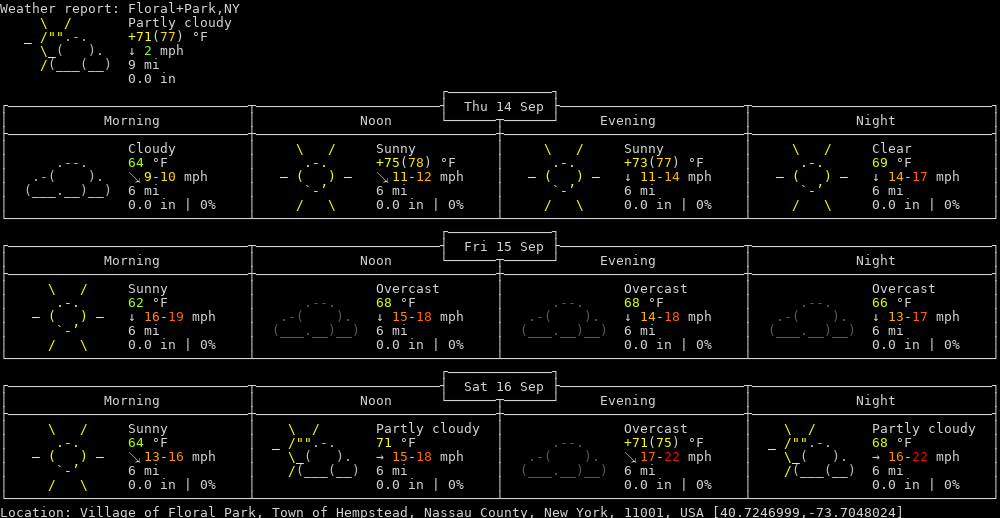 Weather report: Floral+Park,NY
Partly cloudy
+71(77) °F
↓ 2 mph
9 mi
0.0 in
Thu 14 Sep
Morning Noon Evening Night
Cloudy Sunny Sunny Clear
64 °F +75(78) °F +73(77) °F 69 °F
↘ 9-10 mph ↘ 11-12 mph ↓ 11-14 mph ↓ 14-17 mph
6 mi 6 mi 6 mi 6 mi
0.0 in | 0% 0.0 in | 0% 0.0 in | 0% 0.0 in | 0%
Fri 15 Sep
Morning Noon Evening Night
Sunny Overcast Overcast Overcast
62 °F 68 °F 68 °F 66 °F
↓ 16-19 mph ↓ 15-18 mph ↓ 14-18 mph ↓ 13-17 mph
6 mi 6 mi 6 mi 6 mi
0.0 in | 0% 0.0 in | 0% 0.0 in | 0% 0.0 in | 0%
Sat 16 Sep
Morning Noon Evening Night
Sunny Partly cloudy Overcast Partly cloudy
64 °F 71 °F +71(75) °F 68 °F
↘ 13-16 mph → 15-18 mph ↘ 17-22 mph → 16-22 mph
6 mi 6 mi 6 mi 6 mi
0.0 in | 0% 0.0 in | 0% 0.0 in | 0% 0.0 in | 0%
Location: Village of Floral Park, Town of Hempstead, Nassau County, New York, 11001, USA [40.7246999,-73.7048024]